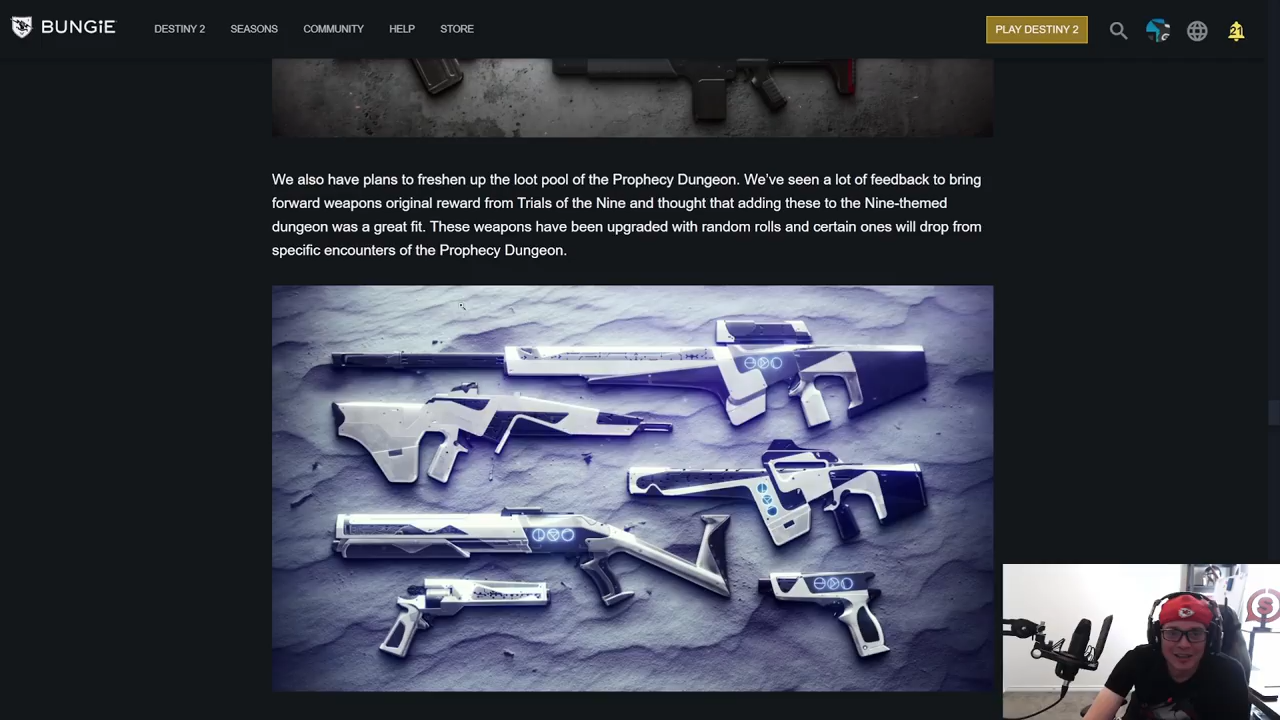 BUNGiE
DESTINY 2
SEASONS
COMMUNITY
HELP
STORE
PLAY DESTINY 2
21
We also have plans to freshen up the loot pool of the Prophecy Dungeon. We've seen a lot of feedback to bring
forward weapons original reward from Trials of the Nine and thought that adding these to the Nine-themed
dungeon was a great fit. These weapons have been upgraded with random rolls and certain ones will drop from
specific encounters of the Prophecy Dungeon.